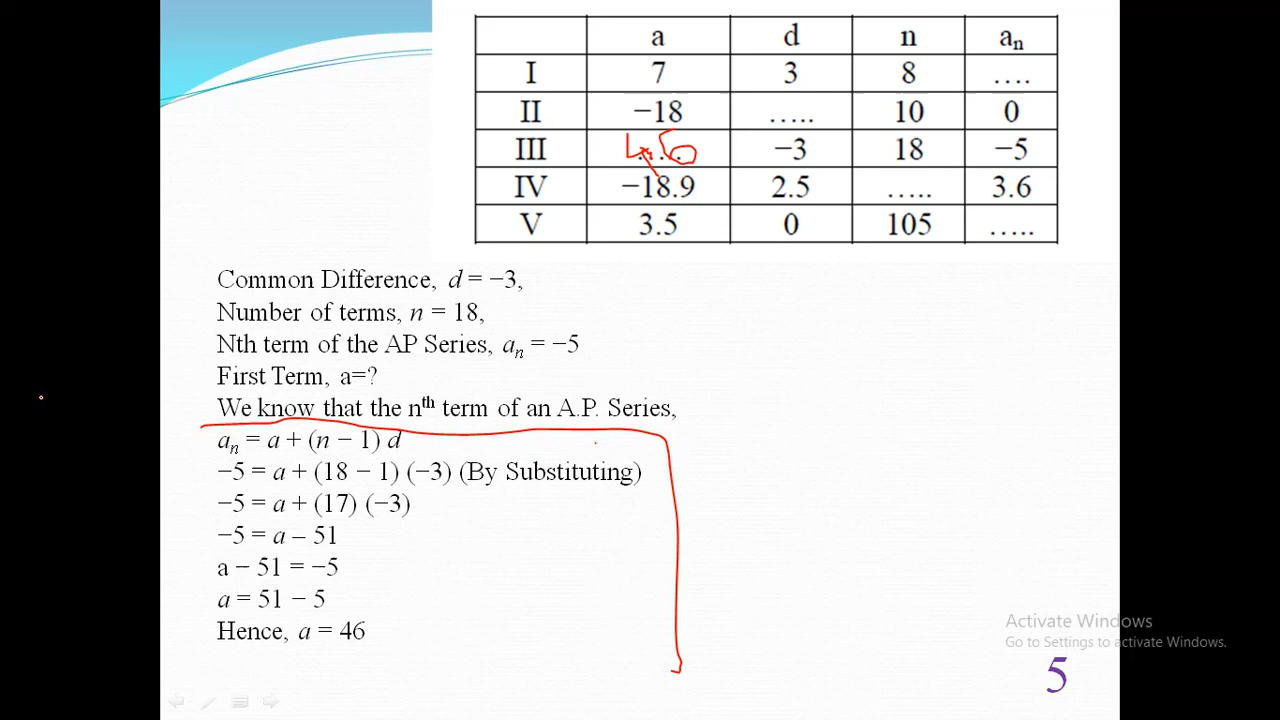 a d n aₙ
I 7 3 8 ....
II −18 ..... 10 0
III 46 −3 18 −5
IV −18.9 2.5 ..... 3.6
V 3.5 0 105 .....
Common Difference, d = −3,
Number of terms, n = 18,
Nth term of the AP Series, aₙ = −5
First Term, a=?
We know that the nᵗʰ term of an A.P. Series,
aₙ = a + (n − 1) d
−5 = a + (18 − 1) (−3) (By Substituting)
−5 = a + (17) (−3)
−5 = a – 51
a − 51 = −5
a = 51 − 5
Hence, a = 46
Activate Windows
Go to Settings to activate Windows.
5